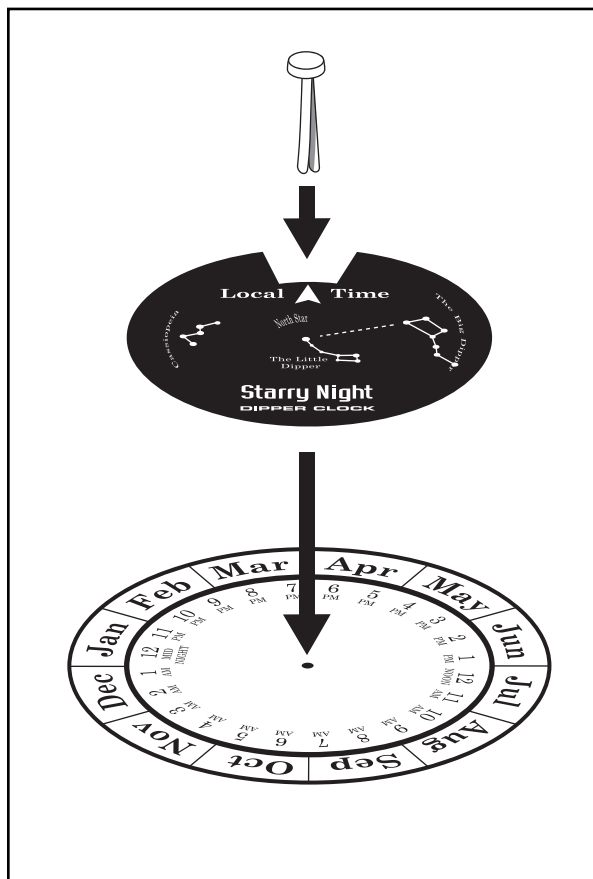 Local Time
Cassiopeia
North Star
The Big Dipper
The Little
Dipper
Starry Night
DIPPER CLOCK
Jan Feb Mar Apr May Jun Jul Aug Sep Oct Nov Dec
12 MID NIGHT
11 PM
10 PM
9 PM
8 PM
7 PM
6 PM
5 PM
4 PM
3 PM
2 PM
1 PM
12 NOON
11 AM
10 AM
9 AM
8 AM
7 AM
6 AM
5 AM
4 AM
3 AM
2 AM
1 AM